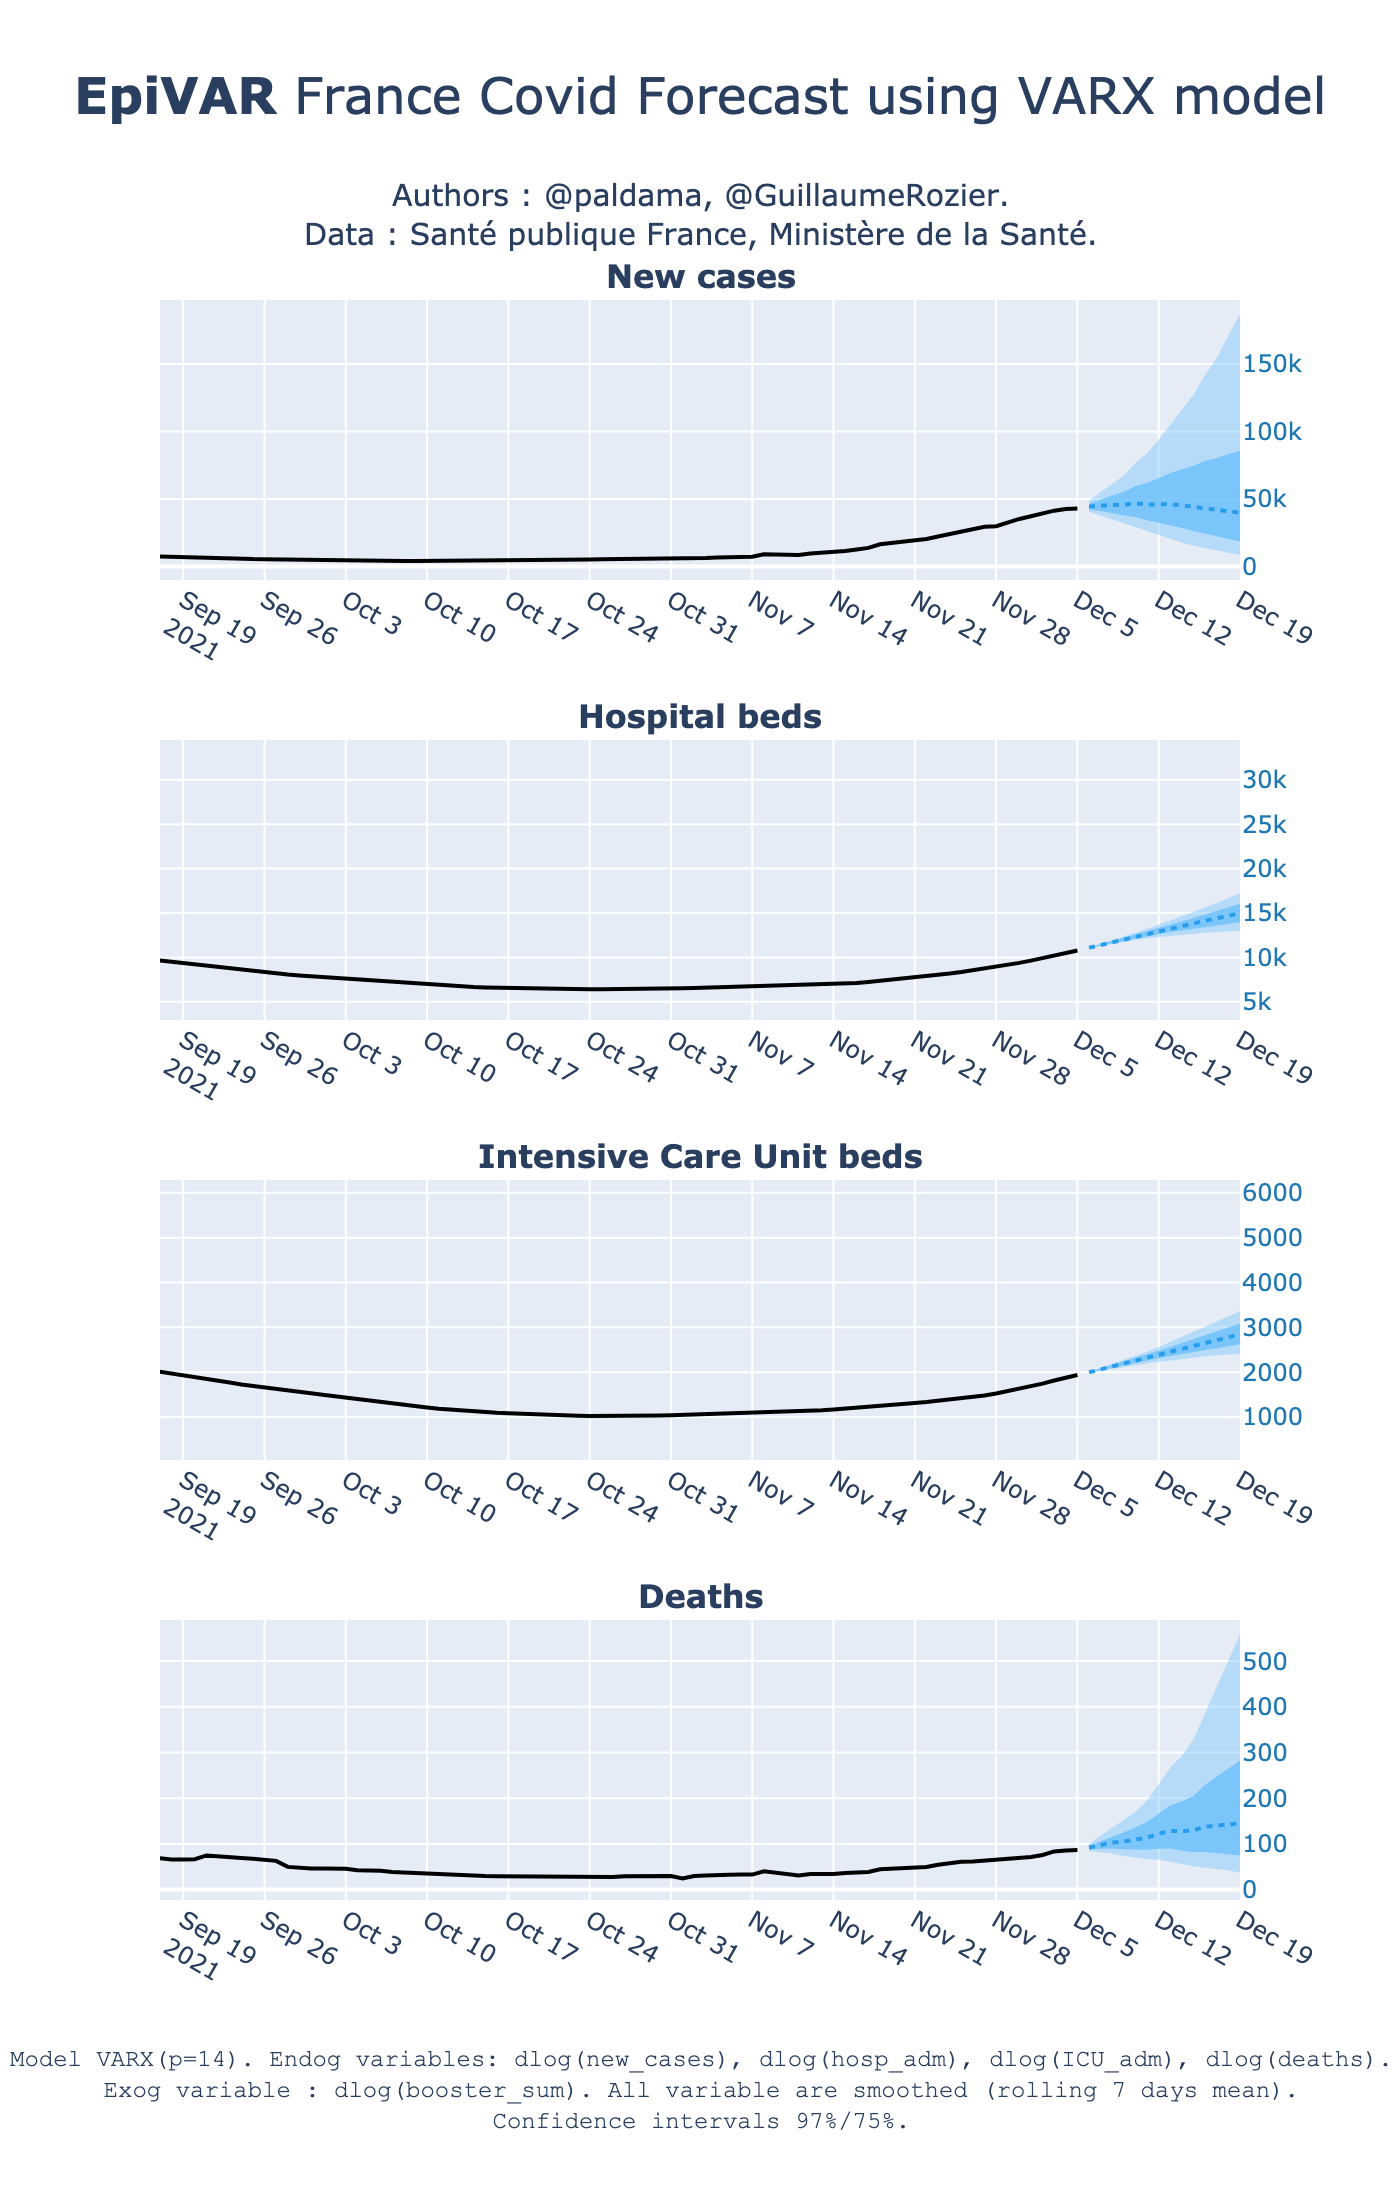 EpiVAR France Covid Forecast using VARX model
Authors : @paldama, @GuillaumeRozier.
Data : Santé publique France, Ministère de la Santé.
New cases
150k
100k
50k
0
Sep 19 Sep 26 Oct 3 Oct 10 Oct 17 Oct 24 Oct 31 Nov 7 Nov 14 Nov 21 Nov 28 Dec 5 Dec 12 Dec 19
2021
Hospital beds
30k
25k
20k
15k
10k
5k
Sep 19 Sep 26 Oct 3 Oct 10 Oct 17 Oct 24 Oct 31 Nov 7 Nov 14 Nov 21 Nov 28 Dec 5 Dec 12 Dec 19
2021
Intensive Care Unit beds
6000
5000
4000
3000
2000
1000
Sep 19 Sep 26 Oct 3 Oct 10 Oct 17 Oct 24 Oct 31 Nov 7 Nov 14 Nov 21 Nov 28 Dec 5 Dec 12 Dec 19
2021
Deaths
500
400
300
200
100
0
Sep 19 Sep 26 Oct 3 Oct 10 Oct 17 Oct 24 Oct 31 Nov 7 Nov 14 Nov 21 Nov 28 Dec 5 Dec 12 Dec 19
2021
Model VARX(p=14). Endog variables: dlog(new_cases), dlog(hosp_adm), dlog(ICU_adm), dlog(deaths).
Exog variable : dlog(booster_sum). All variable are smoothed (rolling 7 days mean).
Confidence intervals 97%/75%.